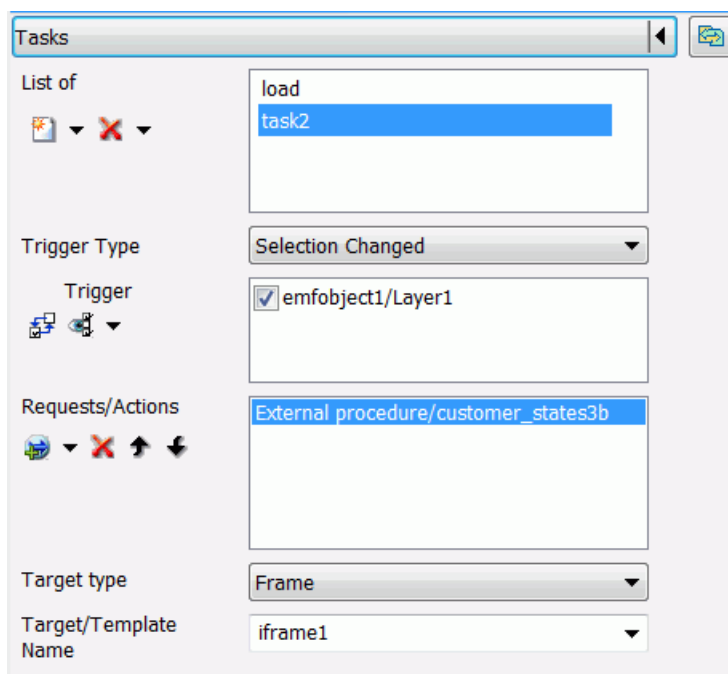 Tasks
List of
load
task2
Trigger Type
Selection Changed
Trigger
emfobject1/Layer1
Requests/Actions
External procedure/customer_states3b
Target type
Frame
Target/Template
Name
iframe1